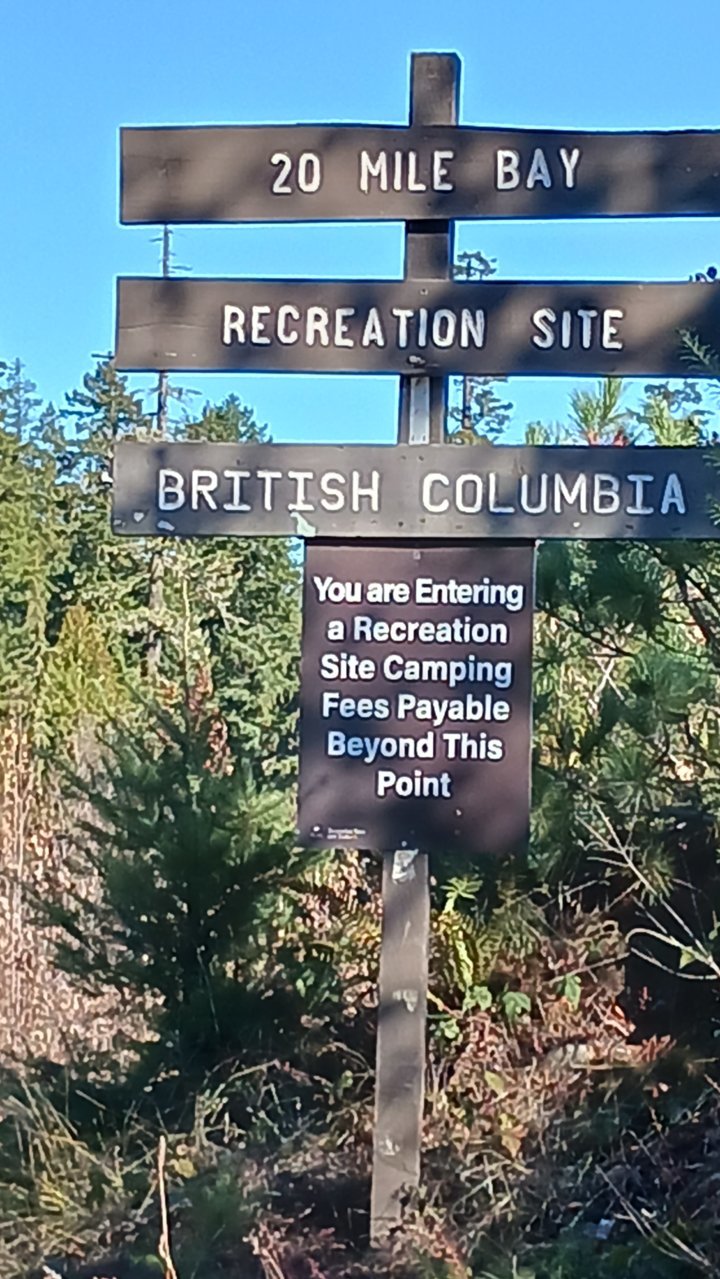 20 MILE BAY
RECREATION SITE
BRITISH COLUMBIA
You are Entering
a Recreation
Site Camping
Fees Payable
Beyond This
Point